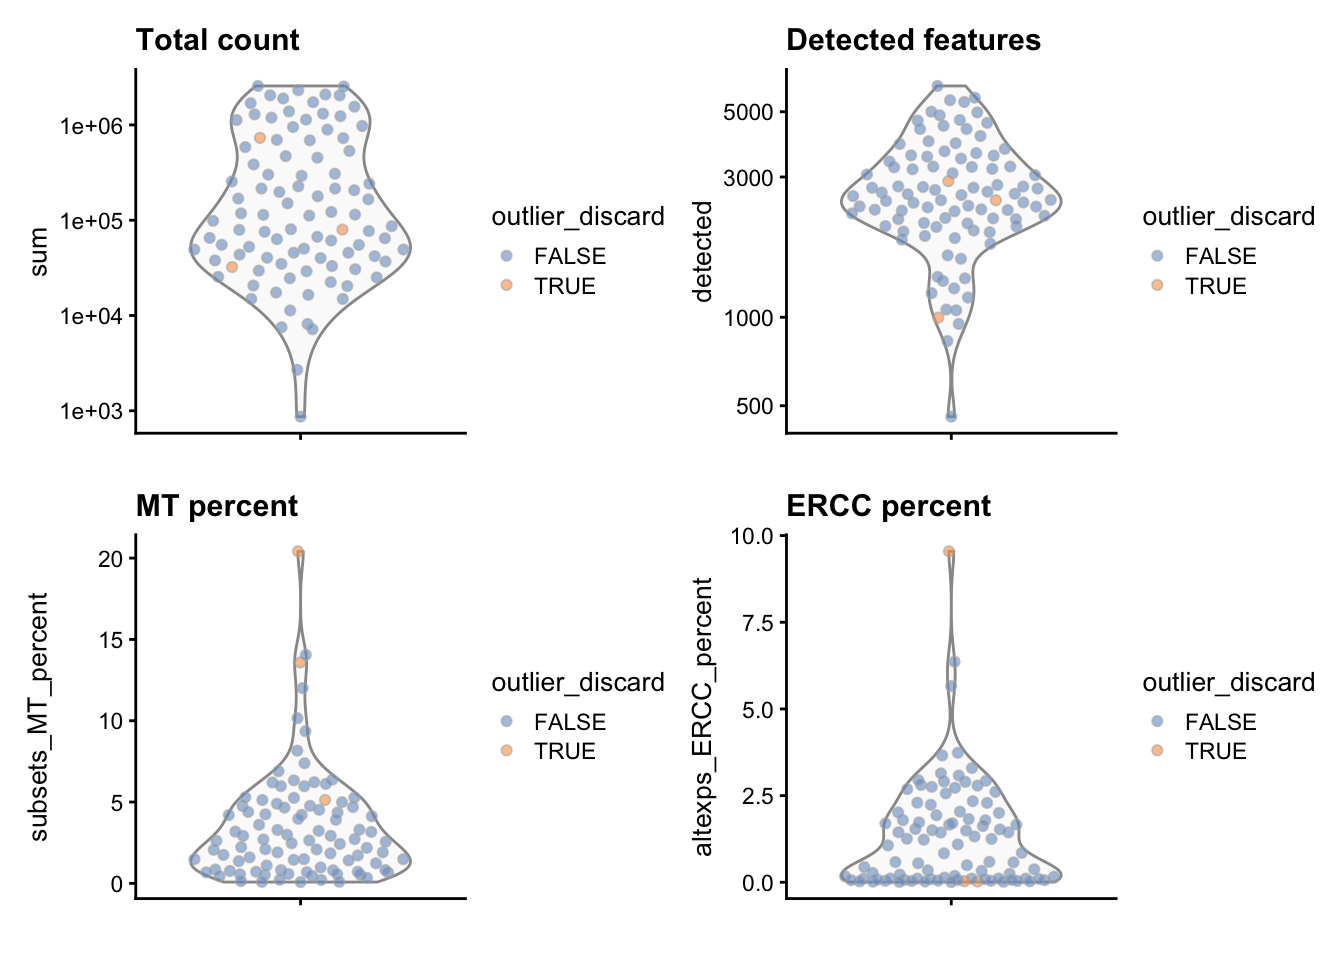 Total count
sum
1e+06
1e+05
1e+04
1e+03
outlier_discard
FALSE
TRUE
Detected features
detected
5000
3000
1000
500
outlier_discard
FALSE
TRUE
MT percent
subsets_MT_percent
20
15
10
5
0
outlier_discard
FALSE
TRUE
ERCC percent
altexps_ERCC_percent
10.0
7.5
5.0
2.5
0.0
outlier_discard
FALSE
TRUE